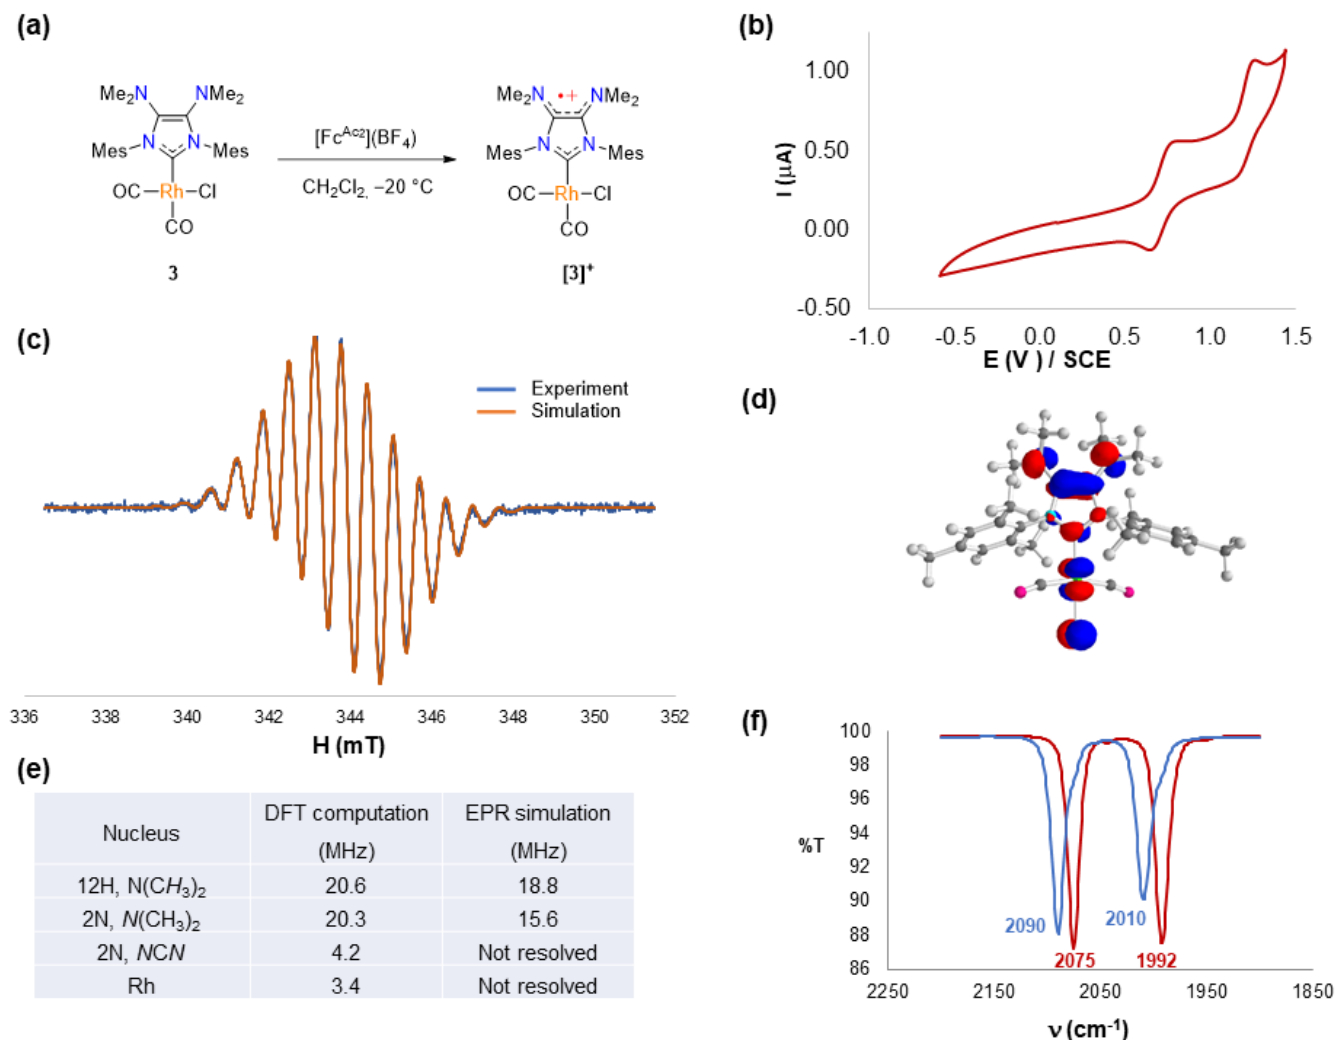 (a)
Me₂N NMe₂
N N
Mes Mes
OC Rh Cl
CO
3
[Fcᴬᶜ²](BF₄)
CH₂Cl₂, –20 °C
Me₂N •+ NMe₂
N N
Mes Mes
OC Rh Cl
CO
[3]⁺
(b)
1.00
0.50
0.00
-0.50
I (µA)
-1.0 -0.5 0.0 0.5 1.0 1.5
E (V ) / SCE
(c)
Experiment
Simulation
336 338 340 342 344 346 348 350 352
H (mT)
(d)
(e)
Nucleus DFT computation (MHz) EPR simulation (MHz)
12H, N(CH₃)₂ 20.6 18.8
2N, N(CH₃)₂ 20.3 15.6
2N, NCN 4.2 Not resolved
Rh 3.4 Not resolved
(f)
100
98
96
94
92
90
88
86
%T
2090 2010
2075 1992
2250 2150 2050 1950 1850
ν (cm⁻¹)